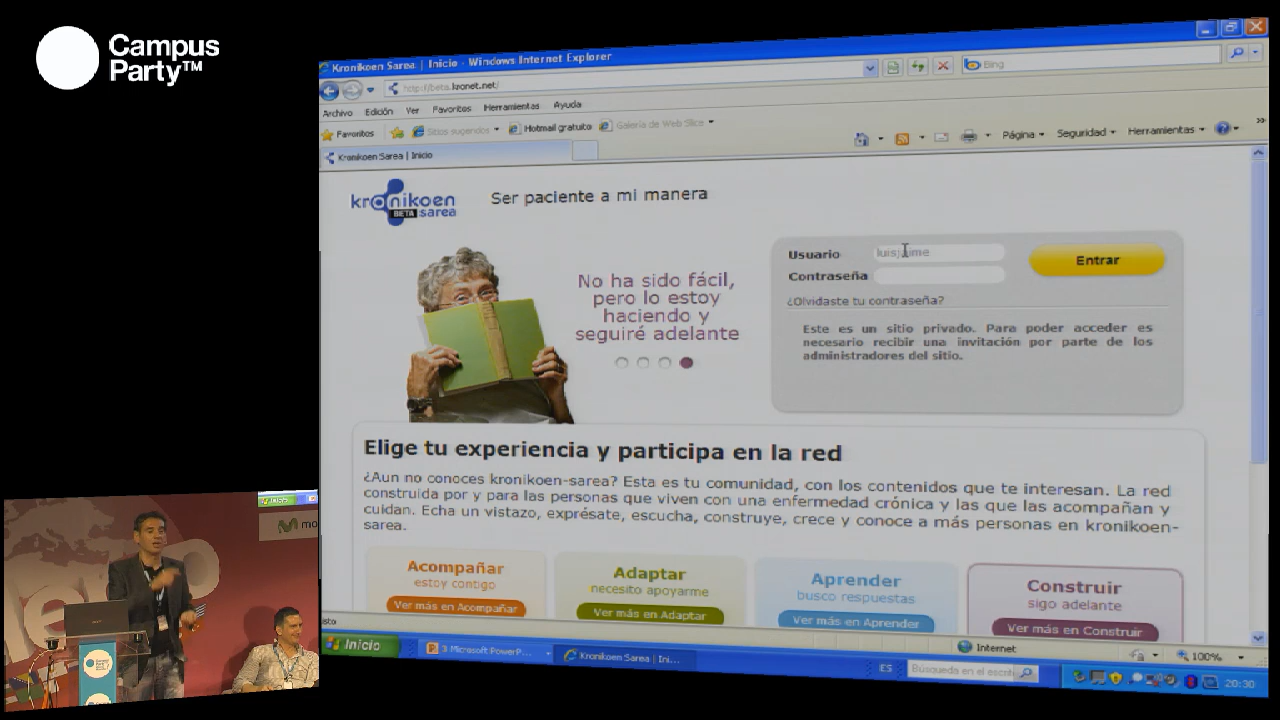 Campus
Party™
Kronikoen Sarea | Inicio - Windows Internet Explorer
http://beta.kronet.net/
Bing
Archivo Edición Ver Favoritos Herramientas Ayuda
Favoritos Sitios sugeridos Hotmail gratuito Galería de Web Slice
Kronikoen Sarea | Inicio
Página Seguridad Herramientas
kronikoen
BETA sarea
Ser paciente a mi manera
No ha sido fácil,
pero lo estoy
haciendo y
seguiré adelante
Usuario luisjaime
Contraseña
Entrar
¿Olvidaste tu contraseña?
Este es un sitio privado. Para poder acceder es
necesario recibir una invitación por parte de los
administradores del sitio.
Elige tu experiencia y participa en la red
¿Aun no conoces kronikoen-sarea? Esta es tu comunidad, con los contenidos que te interesan. La red
construida por y para las personas que viven con una enfermedad crónica y las que las acompañan y
cuidan. Echa un vistazo, exprésate, escucha, construye, crece y conoce a más personas en kronikoen-
sarea.
Acompañar
estoy contigo
Ver más en Acompañar
Adaptar
necesito apoyarme
Ver más en Adaptar
Aprender
busco respuestas
Ver más en Aprender
Construir
sigo adelante
Ver más en Construir
Internet
100%
Inicio
3 Microsoft PowerP...
Kronikoen Sarea | Ini...
ES
Búsqueda en el escrit
20:30
Inicio
mo